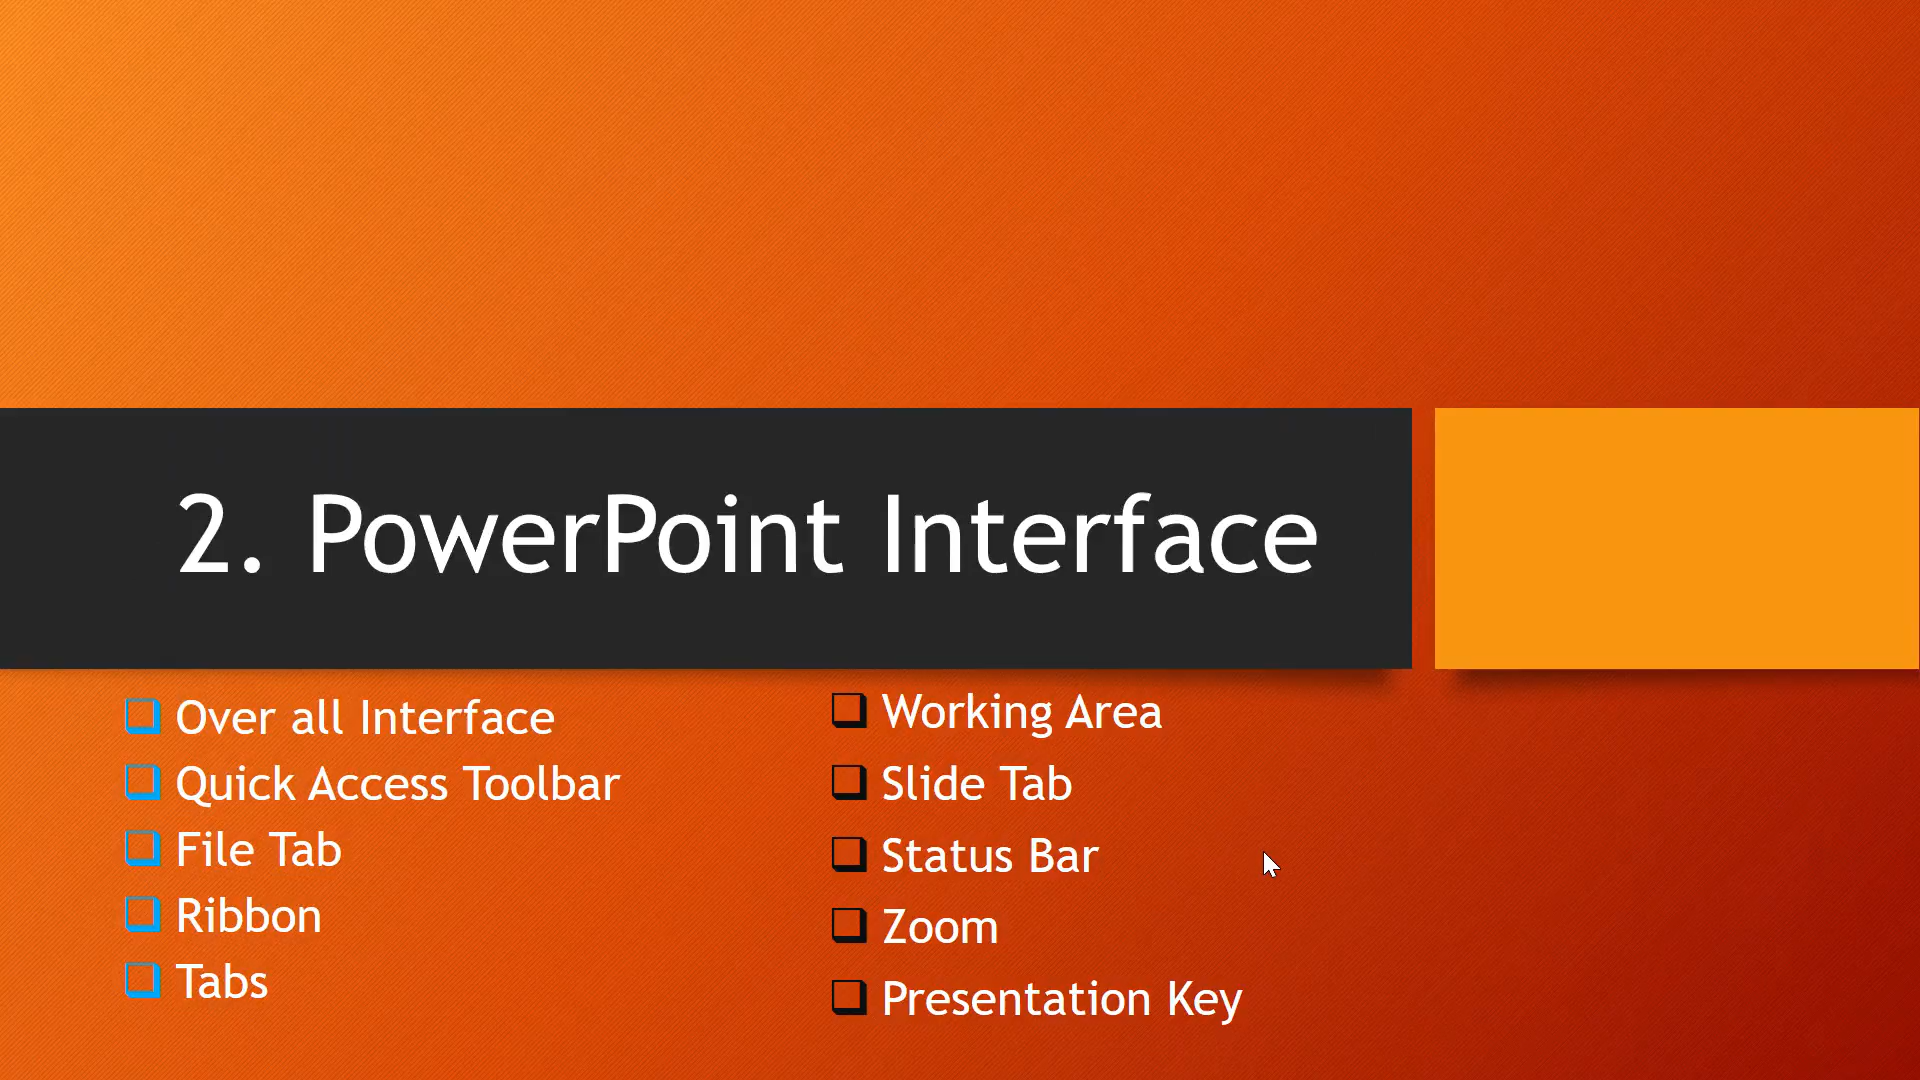 2. PowerPoint Interface
Over all Interface
Quick Access Toolbar
File Tab
Ribbon
Tabs
Working Area
Slide Tab
Status Bar
Zoom
Presentation Key